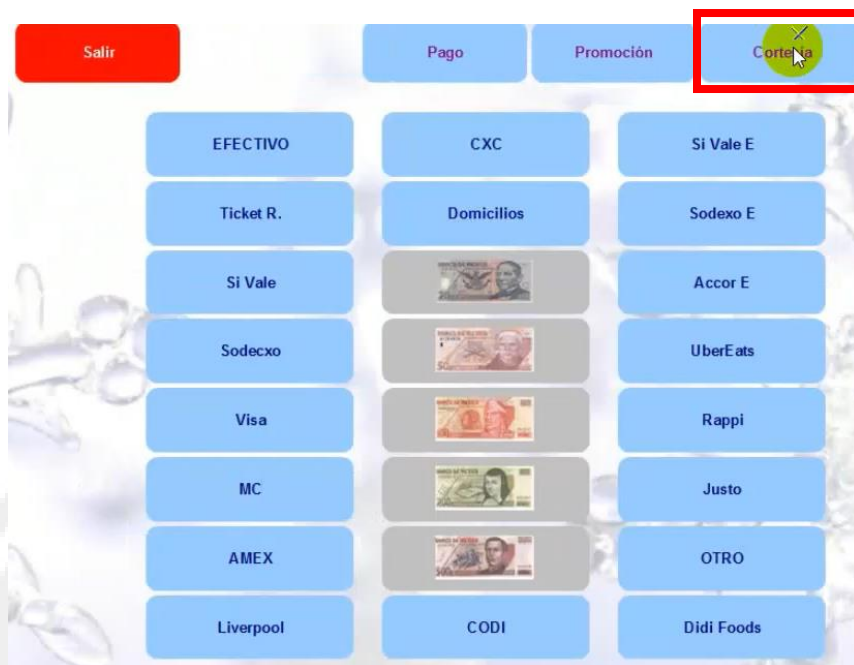 Salir
Pago
Promoción
Cortesía
EFECTIVO
CXC
Si Vale E
Ticket R.
Domicilios
Sodexo E
Si Vale
Accor E
Sodecxo
UberEats
Visa
Rappi
MC
Justo
AMEX
OTRO
Liverpool
CODI
Didi Foods